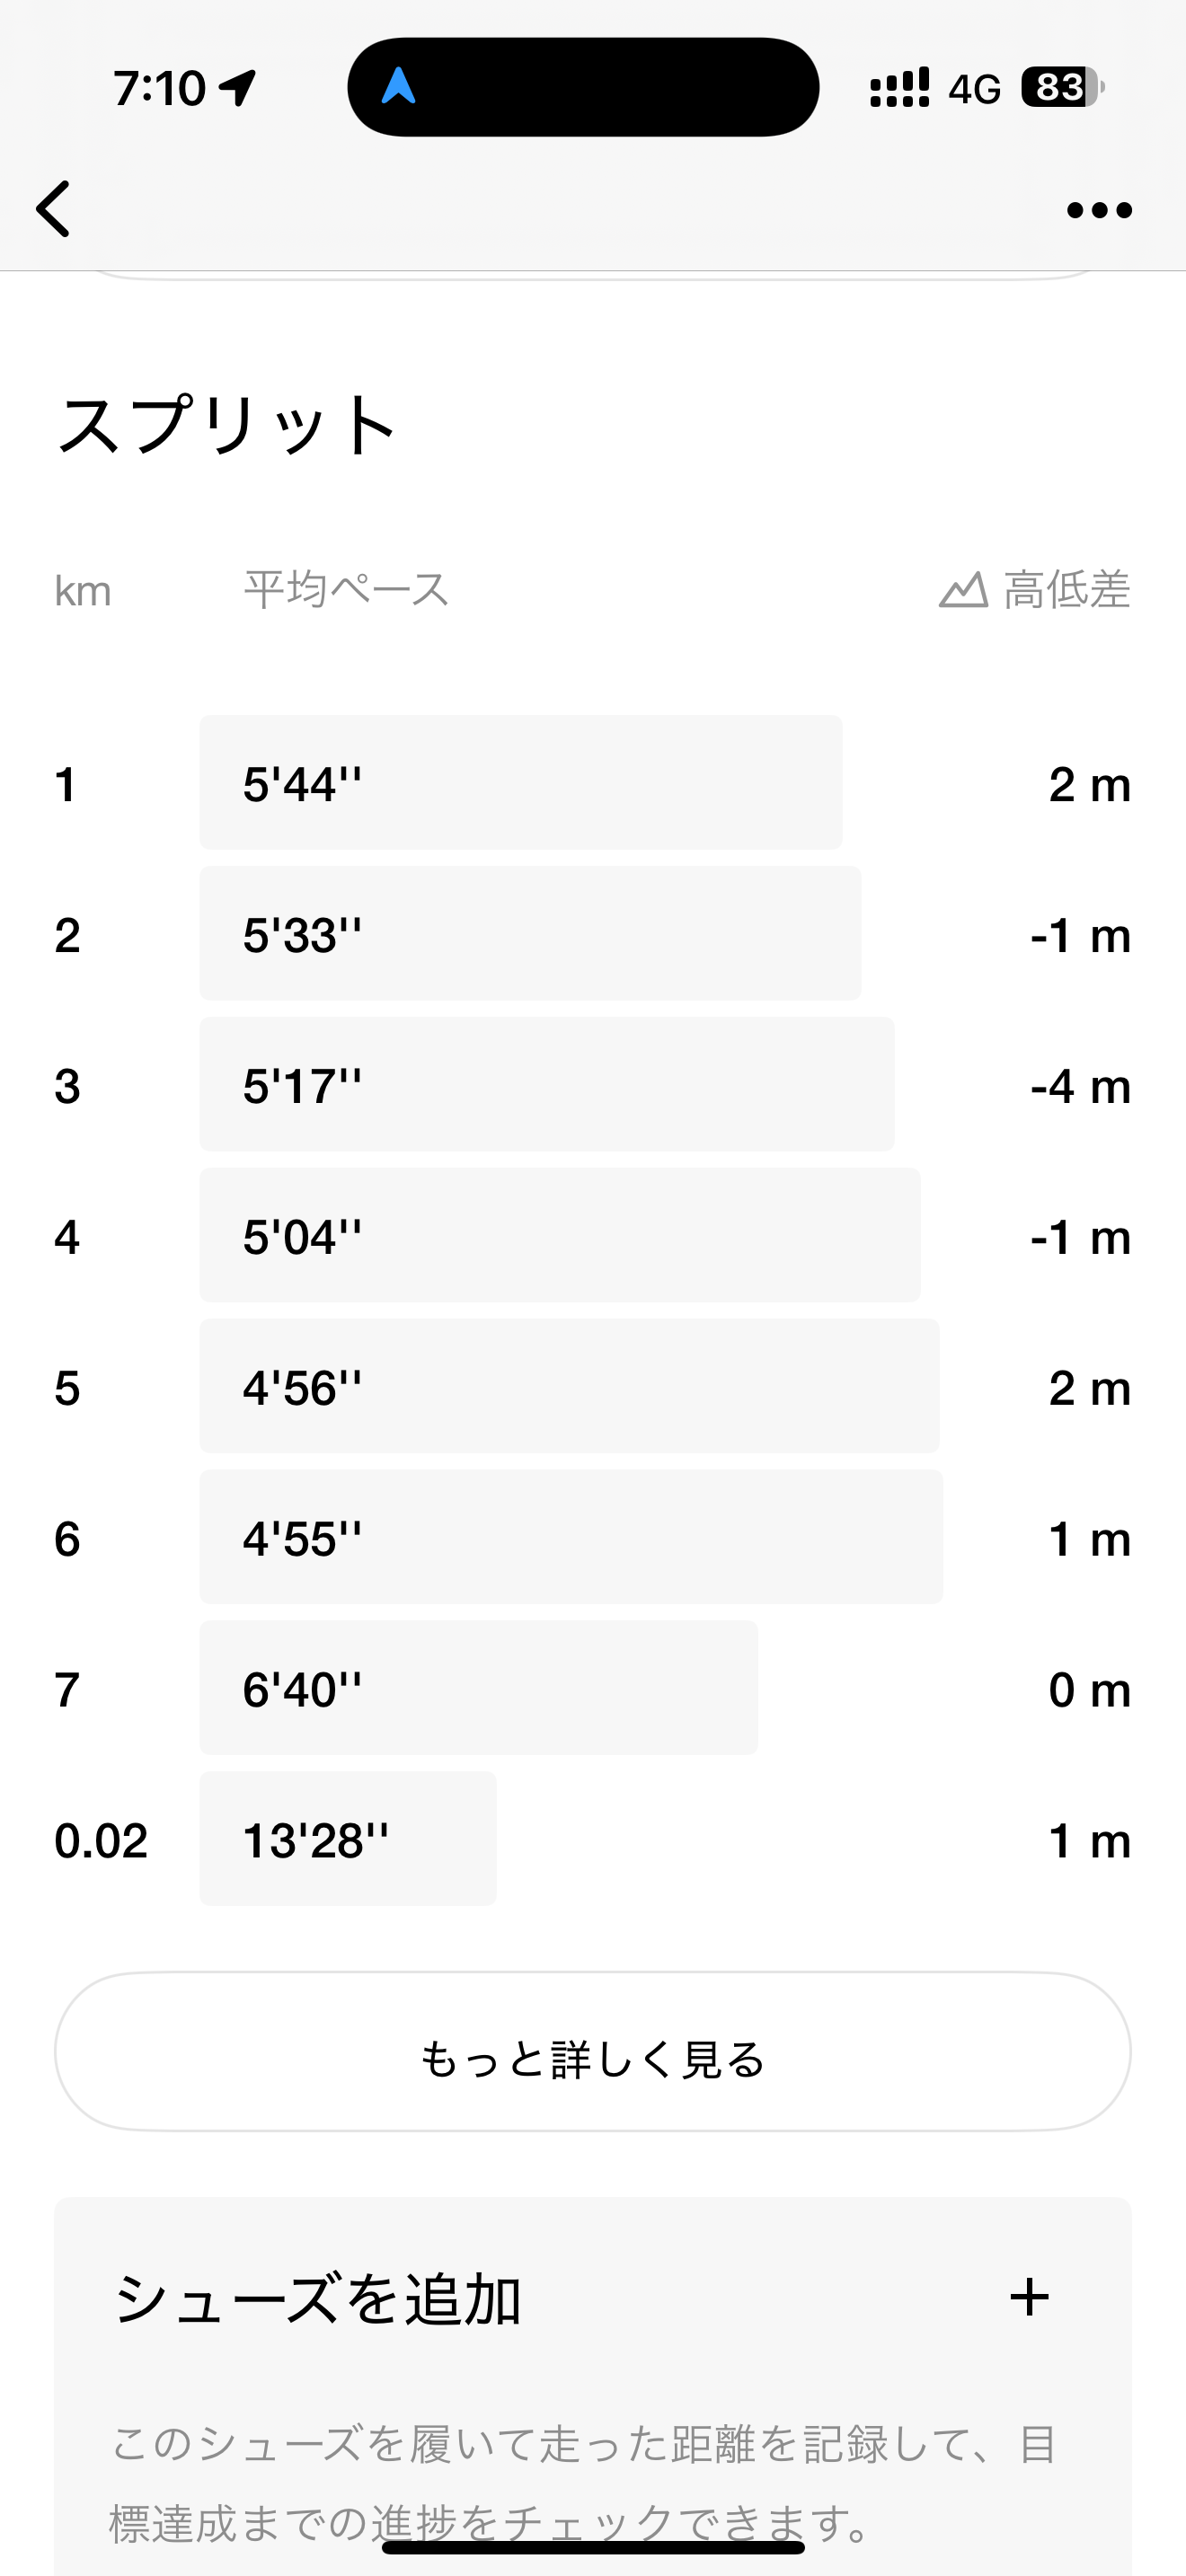 7:10 4G 83
スプリット
km 平均ペース 高低差
1 5'44'' 2 m
2 5'33'' -1 m
3 5'17'' -4 m
4 5'04'' -1 m
5 4'56'' 2 m
6 4'55'' 1 m
7 6'40'' 0 m
0.02 13'28'' 1 m
もっと詳しく見る
シューズを追加 +
このシューズを履いて走った距離を記録して、目
標達成までの進捗をチェックできます。